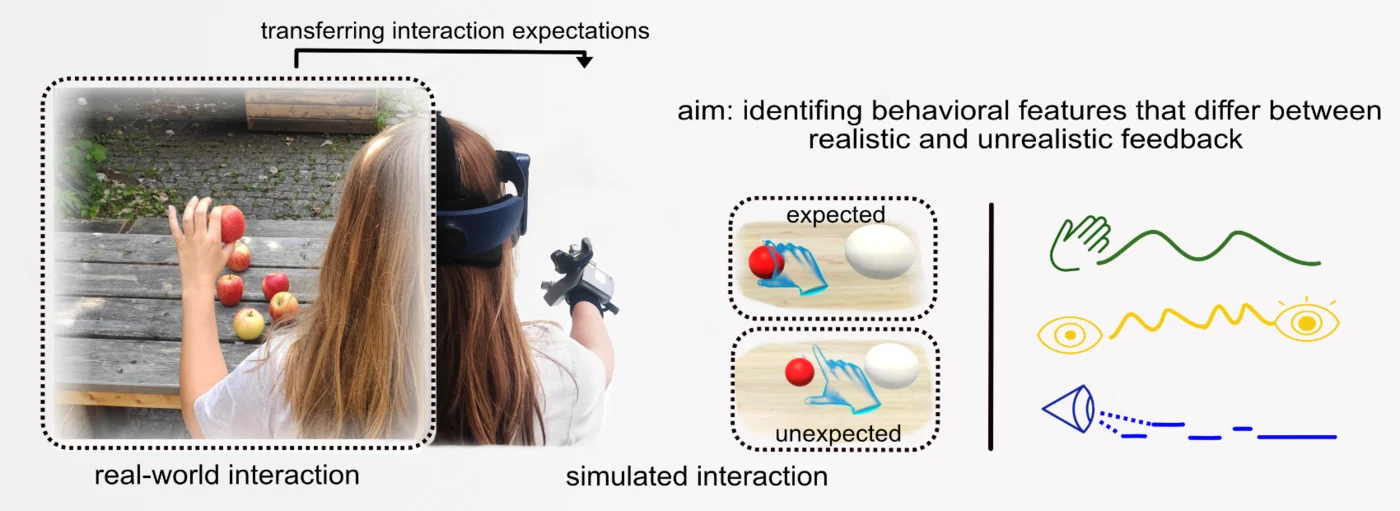 transferring interaction expectations
aim: identifing behavioral features that differ between
realistic and unrealistic feedback
expected
unexpected
real-world interaction
simulated interaction